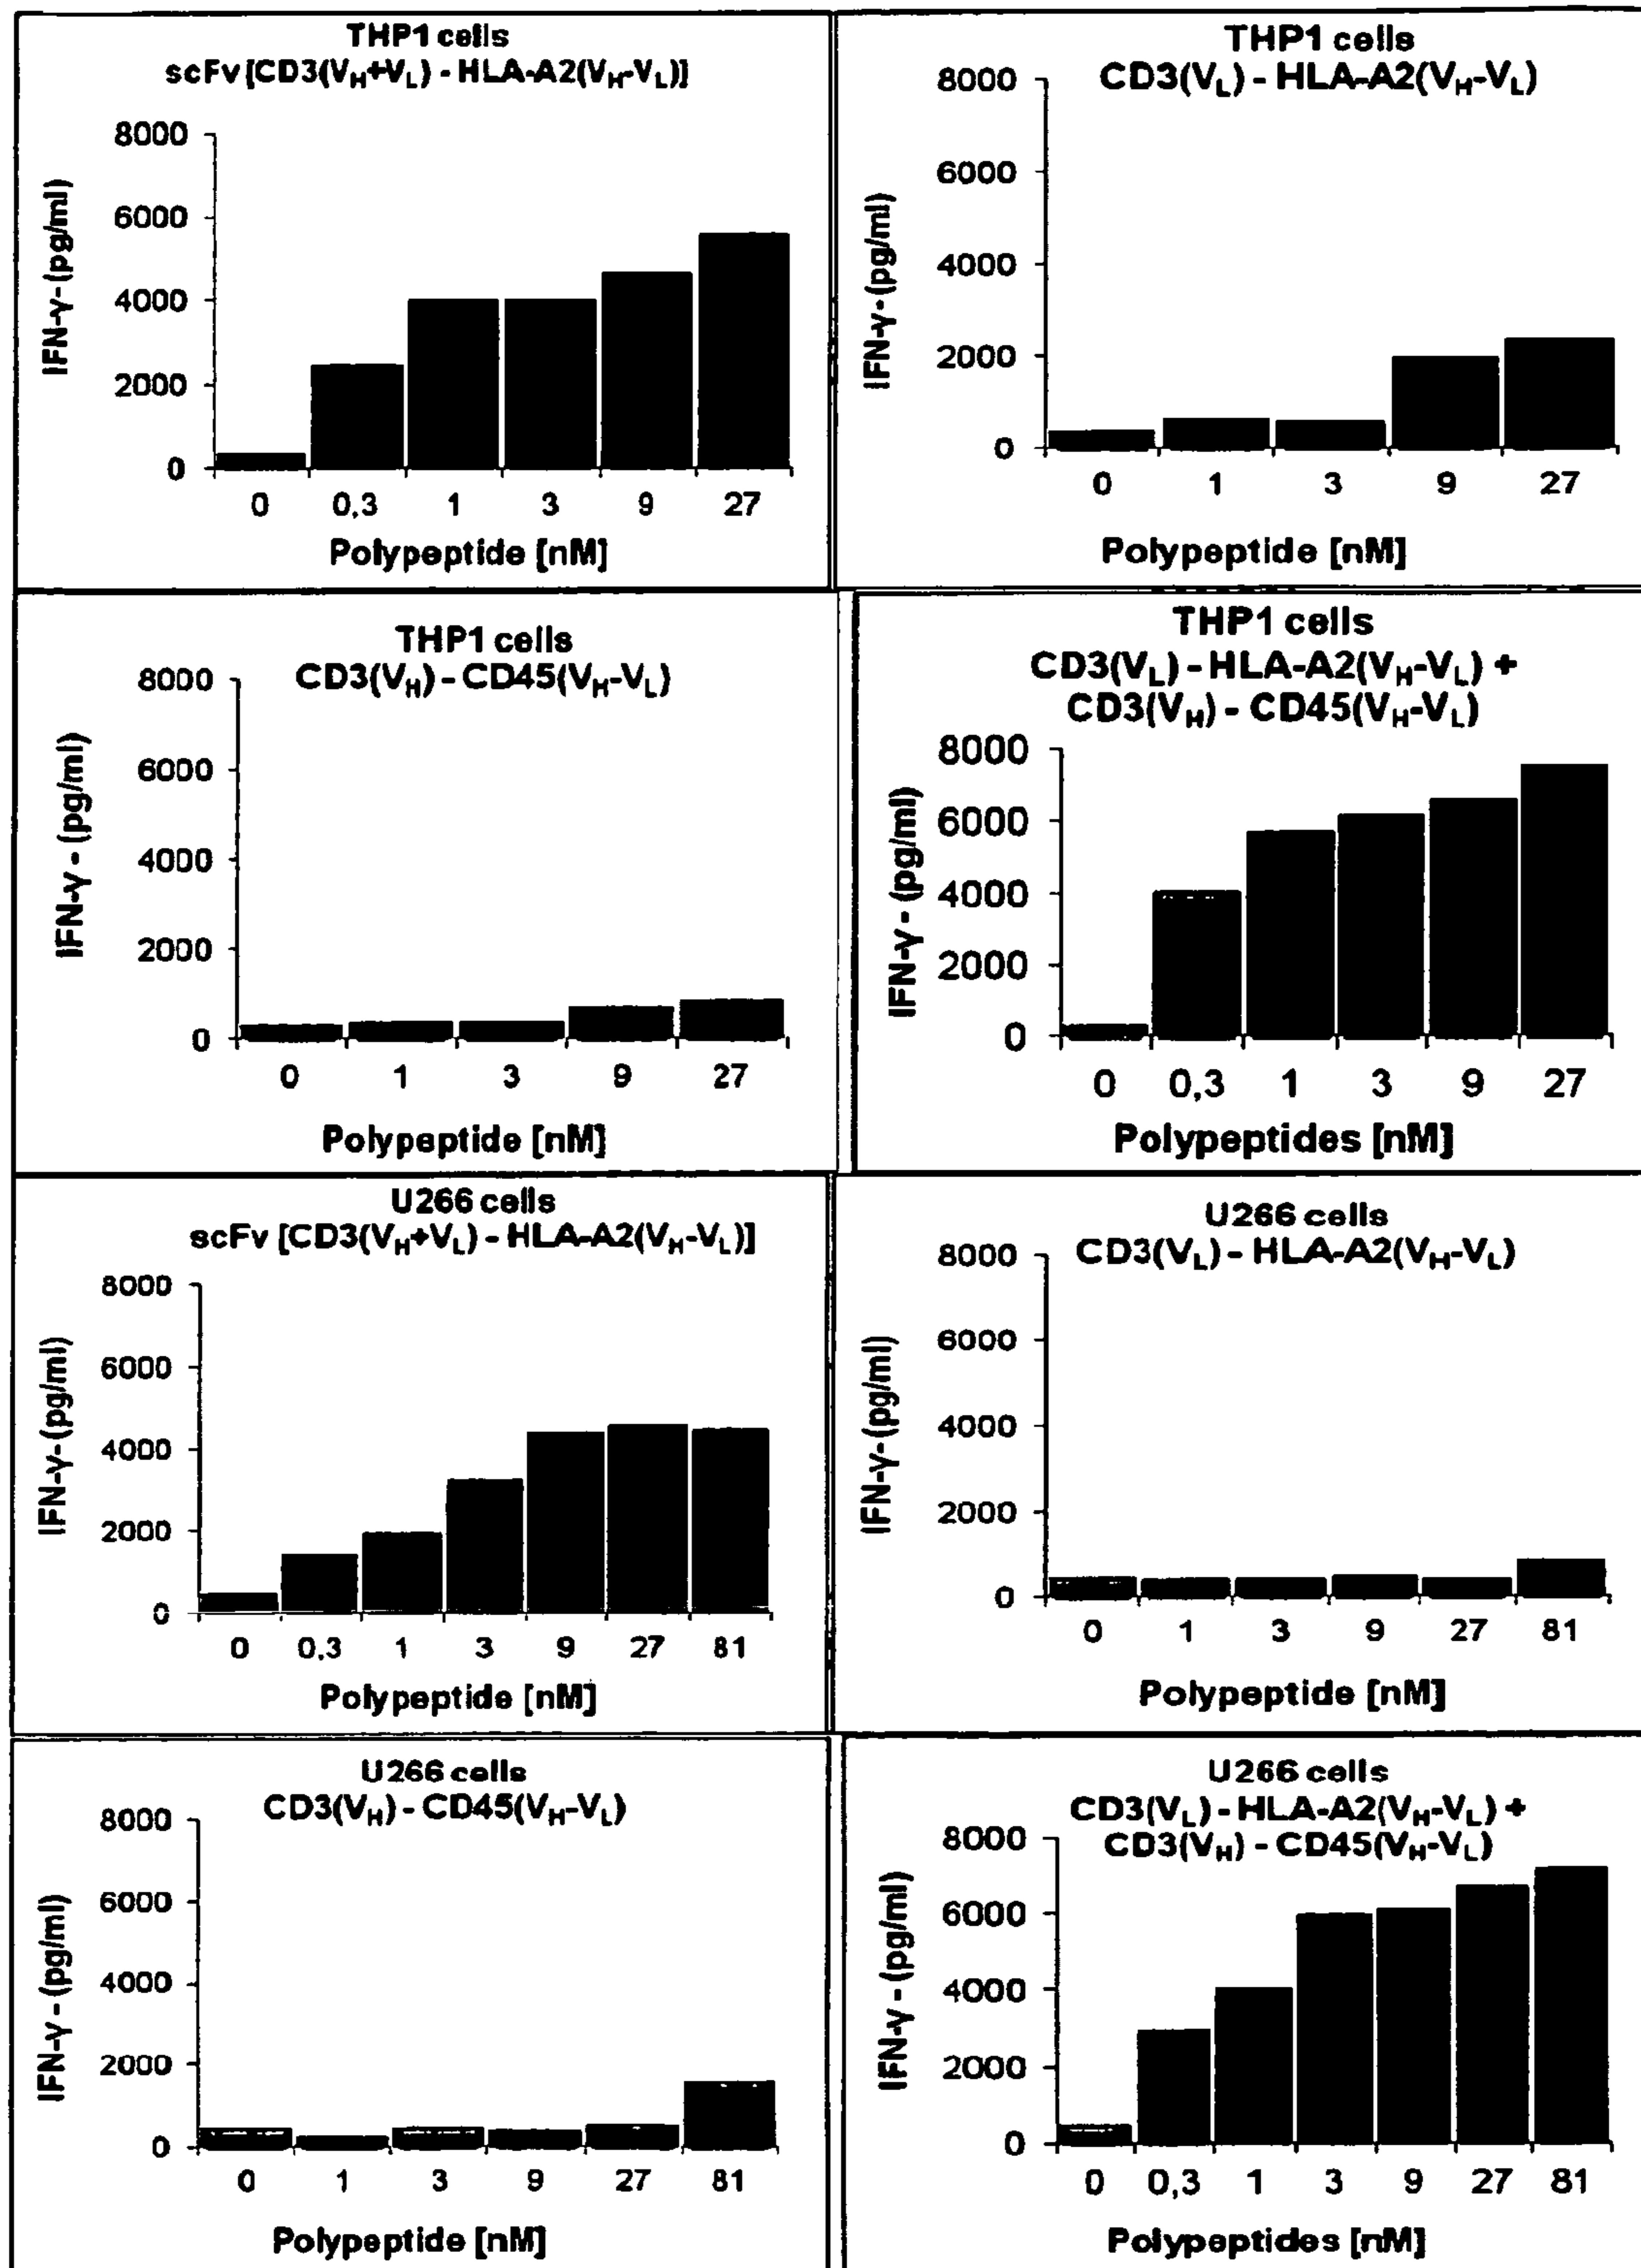 THP1 cells
scFv [CD3(VH+VL) - HLA-A2(VH-VL)]
8000
6000
4000
2000
0
IFN-γ- (pg/ml)
0 0,3 1 3 9 27
Polypeptide [nM]
THP1 cells
CD3(VL) - HLA-A2(VH-VL)
8000
6000
4000
2000
0
IFN-γ- (pg/ml)
0 1 3 9 27
Polypeptide [nM]
THP1 cells
CD3(VH) - CD45(VH-VL)
8000
6000
4000
2000
0
IFN-γ - (pg/ml)
0 1 3 9 27
Polypeptide [nM]
THP1 cells
CD3(VL) - HLA-A2(VH-VL) +
CD3(VH) - CD45(VH-VL)
8000
6000
4000
2000
0
IFN-γ - (pg/ml)
0 0,3 1 3 9 27
Polypeptides [nM]
U266 cells
scFv [CD3(VH+VL) - HLA-A2(VH-VL)]
8000
6000
4000
2000
0
IFN-γ- (pg/ml)
0 0,3 1 3 9 27 81
Polypeptide [nM]
U266 cells
CD3(VL) - HLA-A2(VH-VL)
8000
6000
4000
2000
0
IFN-γ- (pg/ml)
0 1 3 9 27 81
Polypeptide [nM]
U266 cells
CD3(VH) - CD45(VH-VL)
8000
6000
4000
2000
0
IFN-γ - (pg/ml)
0 1 3 9 27 81
Polypeptide [nM]
U266 cells
CD3(VL) - HLA-A2(VH-VL) +
CD3(VH) - CD45(VH-VL)
8000
6000
4000
2000
0
IFN-γ - (pg/ml)
0 0,3 1 3 9 27 81
Polypeptides [nM]